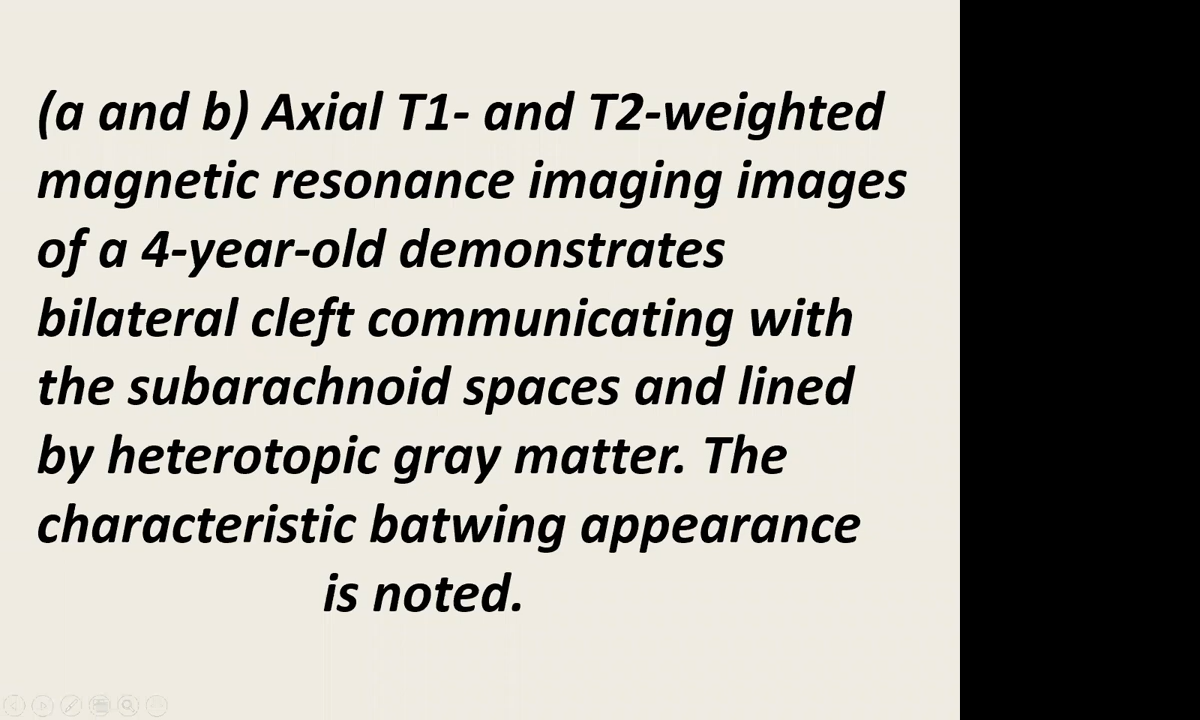 (a and b) Axial T1- and T2-weighted
magnetic resonance imaging images
of a 4-year-old demonstrates
bilateral cleft communicating with
the subarachnoid spaces and lined
by heterotopic gray matter. The
characteristic batwing appearance
is noted.